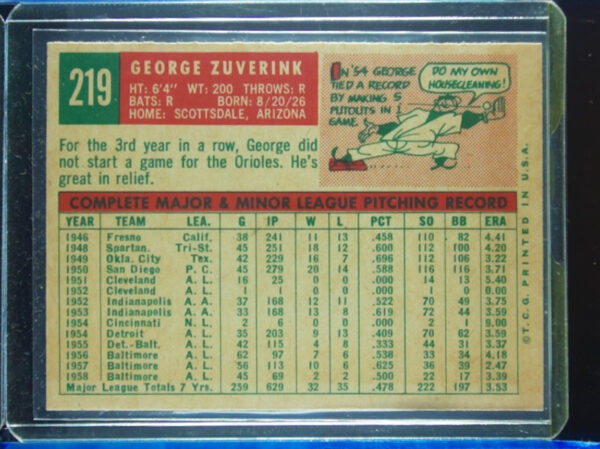 219
GEORGE ZUVERINK
HT: 6'4" WT: 200 THROWS: R
BATS: R BORN: 8/20/26
HOME: SCOTTSDALE, ARIZONA
For the 3rd year in a row, George did
not start a game for the Orioles. He's
great in relief.
IN '54 GEORGE
TIED A RECORD
BY MAKING 5
PUTOUTS IN 1
GAME!
DO MY OWN
HOUSECLEANING!
COMPLETE MAJOR & MINOR LEAGUE PITCHING RECORD
YEAR TEAM LEA. G IP W L PCT SO BB ERA
1946 Fresno Calif. 38 241 11 13 .458 110 82 4.41
1948 Spartan. Tri-St. 45 251 18 12 .600 112 100 4.20
1949 Okla. City Tex. 42 229 16 7 .696 112 106 3.22
1950 San Diego P. C. 45 279 20 14 .588 116 116 3.71
1951 Cleveland A. L. 16 25 0 0 .000 14 13 5.40
1952 Cleveland A. L. 1 1 0 0 .000 1 0 0.00
1952 Indianapolis A. A. 37 168 12 11 .522 70 49 3.75
1953 Indianapolis A. A. 33 168 8 13 .619 72 44 3.59
1954 Cincinnati N. L. 2 6 0 0 .000 2 1 9.00
1954 Detroit A. L. 35 203 9 13 .409 70 62 3.59
1955 Det.-Balt. A. L. 42 115 4 8 .333 44 31 3.38
1956 Baltimore A. L. 62 97 7 6 .538 33 34 4.18
1957 Baltimore A. L. 56 113 10 6 .625 36 39 2.47
1958 Baltimore A. L. 45 69 2 2 .500 22 17 3.39
Major League Totals 7 Yrs. 259 629 32 35 .478 222 197 3.53
© T. C. G. PRINTED IN U.S.A.